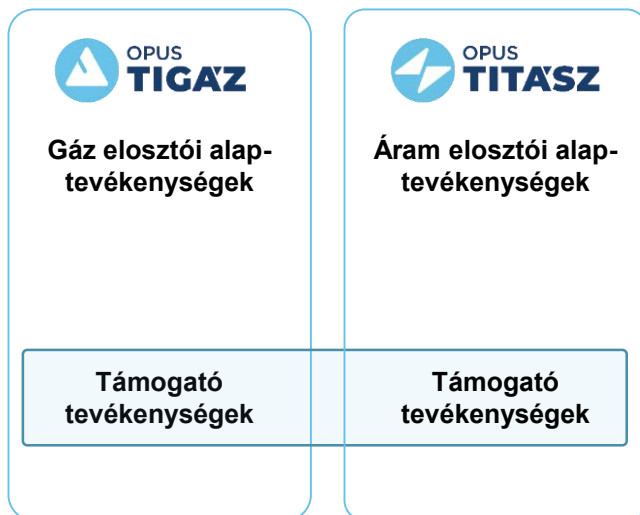 OPUS
TIGÁZ
Gáz elosztói alap-
tevékenységek
Támogató
tevékenységek
OPUS
TITÁSZ
Áram elosztói alap-
tevékenységek
Támogató
tevékenységek